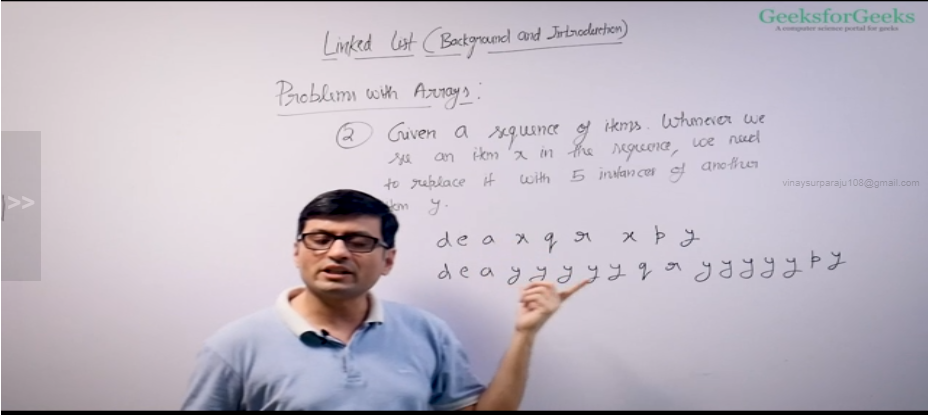 GeeksforGeeks
A computer science portal for geeks
Linked List (Background and Introduction)
Problems with Arrays:
② Given a sequence of items. Whenever we
see an item x in the sequence, we need
to replace it with 5 instances of another
y.
vinaysurparaju108@gmail.com
>>
d e a x q r x p y
d e a y y y y y q r y y y y y p y